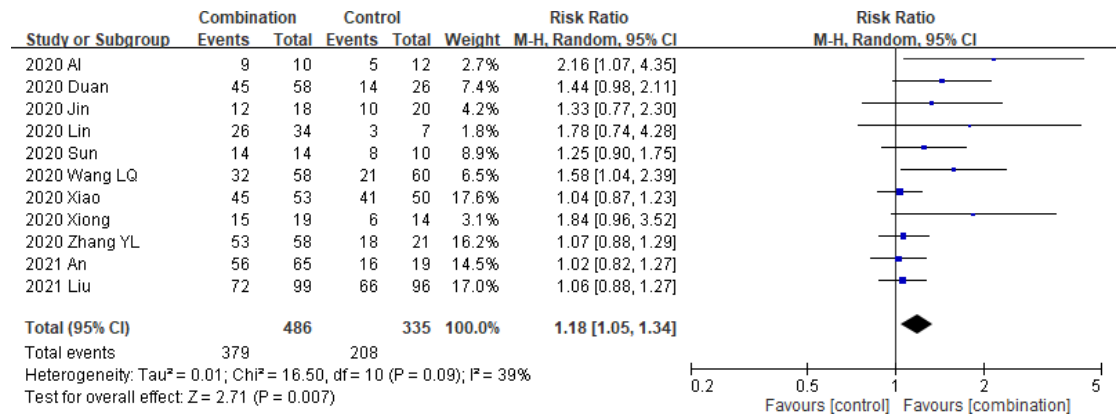 Combination Control Risk Ratio Risk Ratio
Study or Subgroup Events Total Events Total Weight M-H, Random, 95% CI M-H, Random, 95% CI
2020 AI 9 10 5 12 2.7% 2.16 [1.07, 4.35]
2020 Duan 45 58 14 26 7.4% 1.44 [0.98, 2.11]
2020 Jin 12 18 10 20 4.2% 1.33 [0.77, 2.30]
2020 Lin 26 34 3 7 1.8% 1.78 [0.74, 4.28]
2020 Sun 14 14 8 10 8.9% 1.25 [0.90, 1.75]
2020 Wang LQ 32 58 21 60 6.5% 1.58 [1.04, 2.39]
2020 Xiao 45 53 41 50 17.6% 1.04 [0.87, 1.23]
2020 Xiong 15 19 6 14 3.1% 1.84 [0.96, 3.52]
2020 Zhang YL 53 58 18 21 16.2% 1.07 [0.88, 1.29]
2021 An 56 65 16 19 14.5% 1.02 [0.82, 1.27]
2021 Liu 72 99 66 96 17.0% 1.06 [0.88, 1.27]
Total (95% CI) 486 335 100.0% 1.18 [1.05, 1.34]
Total events 379 208
Heterogeneity: Tau² = 0.01; Chi² = 16.50, df = 10 (P = 0.09); I² = 39%
Test for overall effect: Z = 2.71 (P = 0.007)
0.2 0.5 1 2 5
Favours [control] Favours [combination]